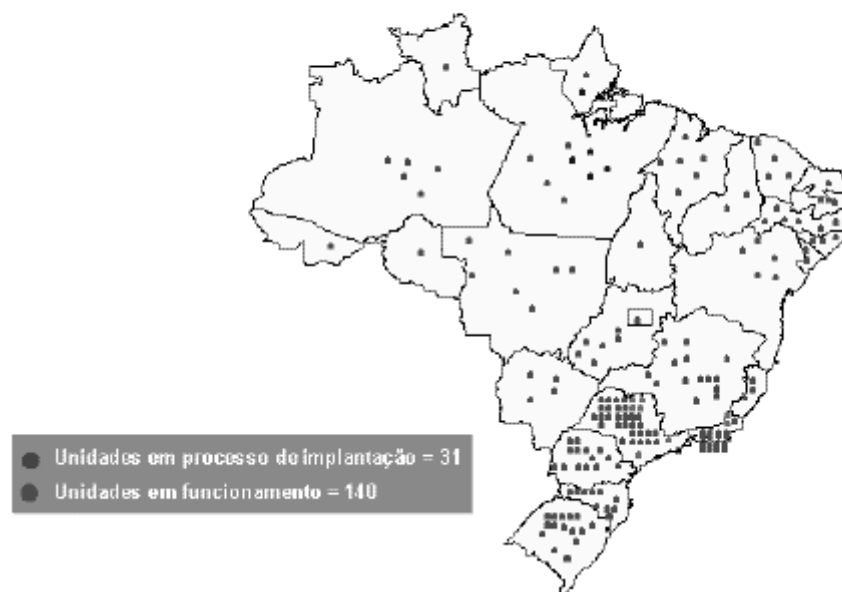 Unidades em processo de implantação = 31
Unidades em funcionamento = 140